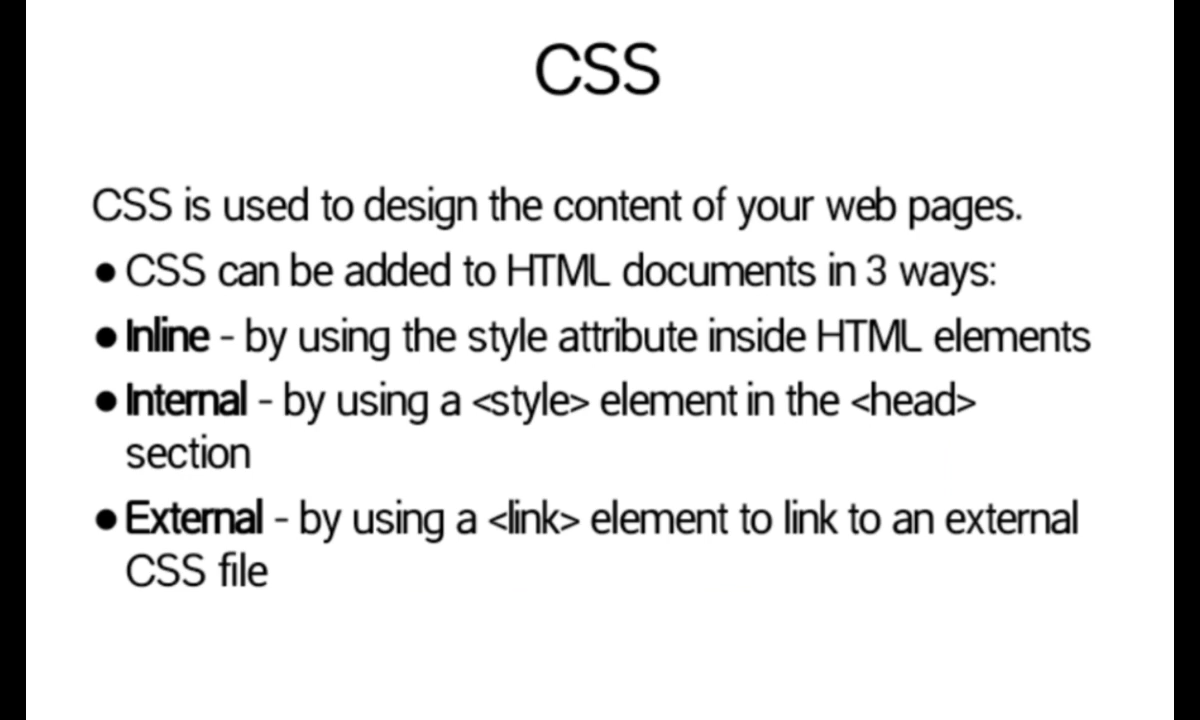 CSS
CSS is used to design the content of your web pages.
● CSS can be added to HTML documents in 3 ways:
● Inline - by using the style attribute inside HTML elements
● Internal - by using a <style> element in the <head>
section
● External - by using a <link> element to link to an external
CSS file